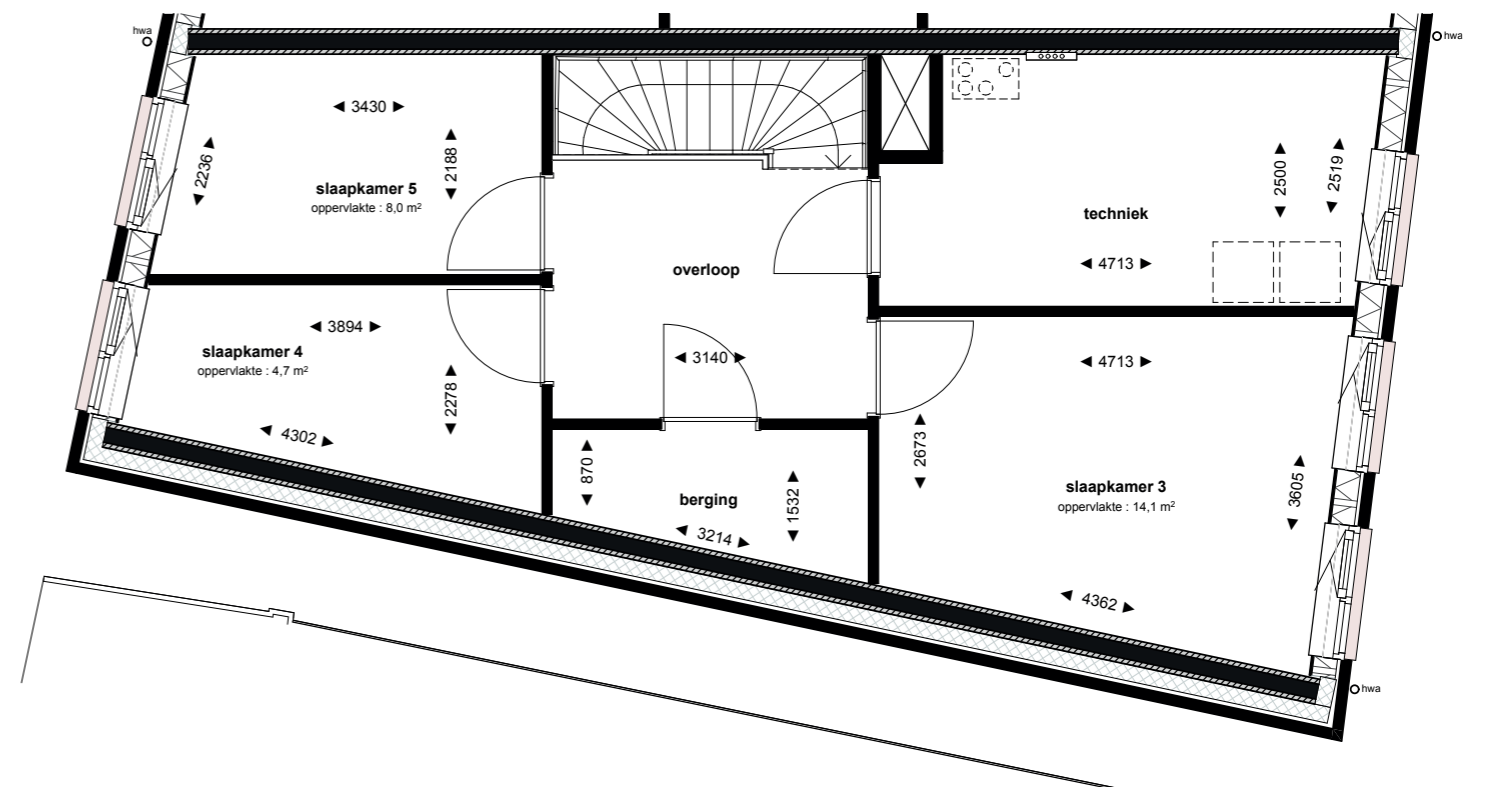 hwa
hwa
◄ 3430 ►
◄ 2236 ►
◄ 2188 ►
slaapkamer 5
oppervlakte : 8,0 m²
◄ 2500 ►
◄ 2519 ►
techniek
◄ 4713 ►
overloop
◄ 3894 ►
slaapkamer 4
oppervlakte : 4,7 m²
◄ 2278 ►
◄ 4302 ►
◄ 3140 ►
◄ 4713 ►
◄ 2673 ►
◄ 870 ►
berging
◄ 1532 ►
◄ 3214 ►
slaapkamer 3
oppervlakte : 14,1 m²
◄ 3605 ►
◄ 4362 ►
hwa